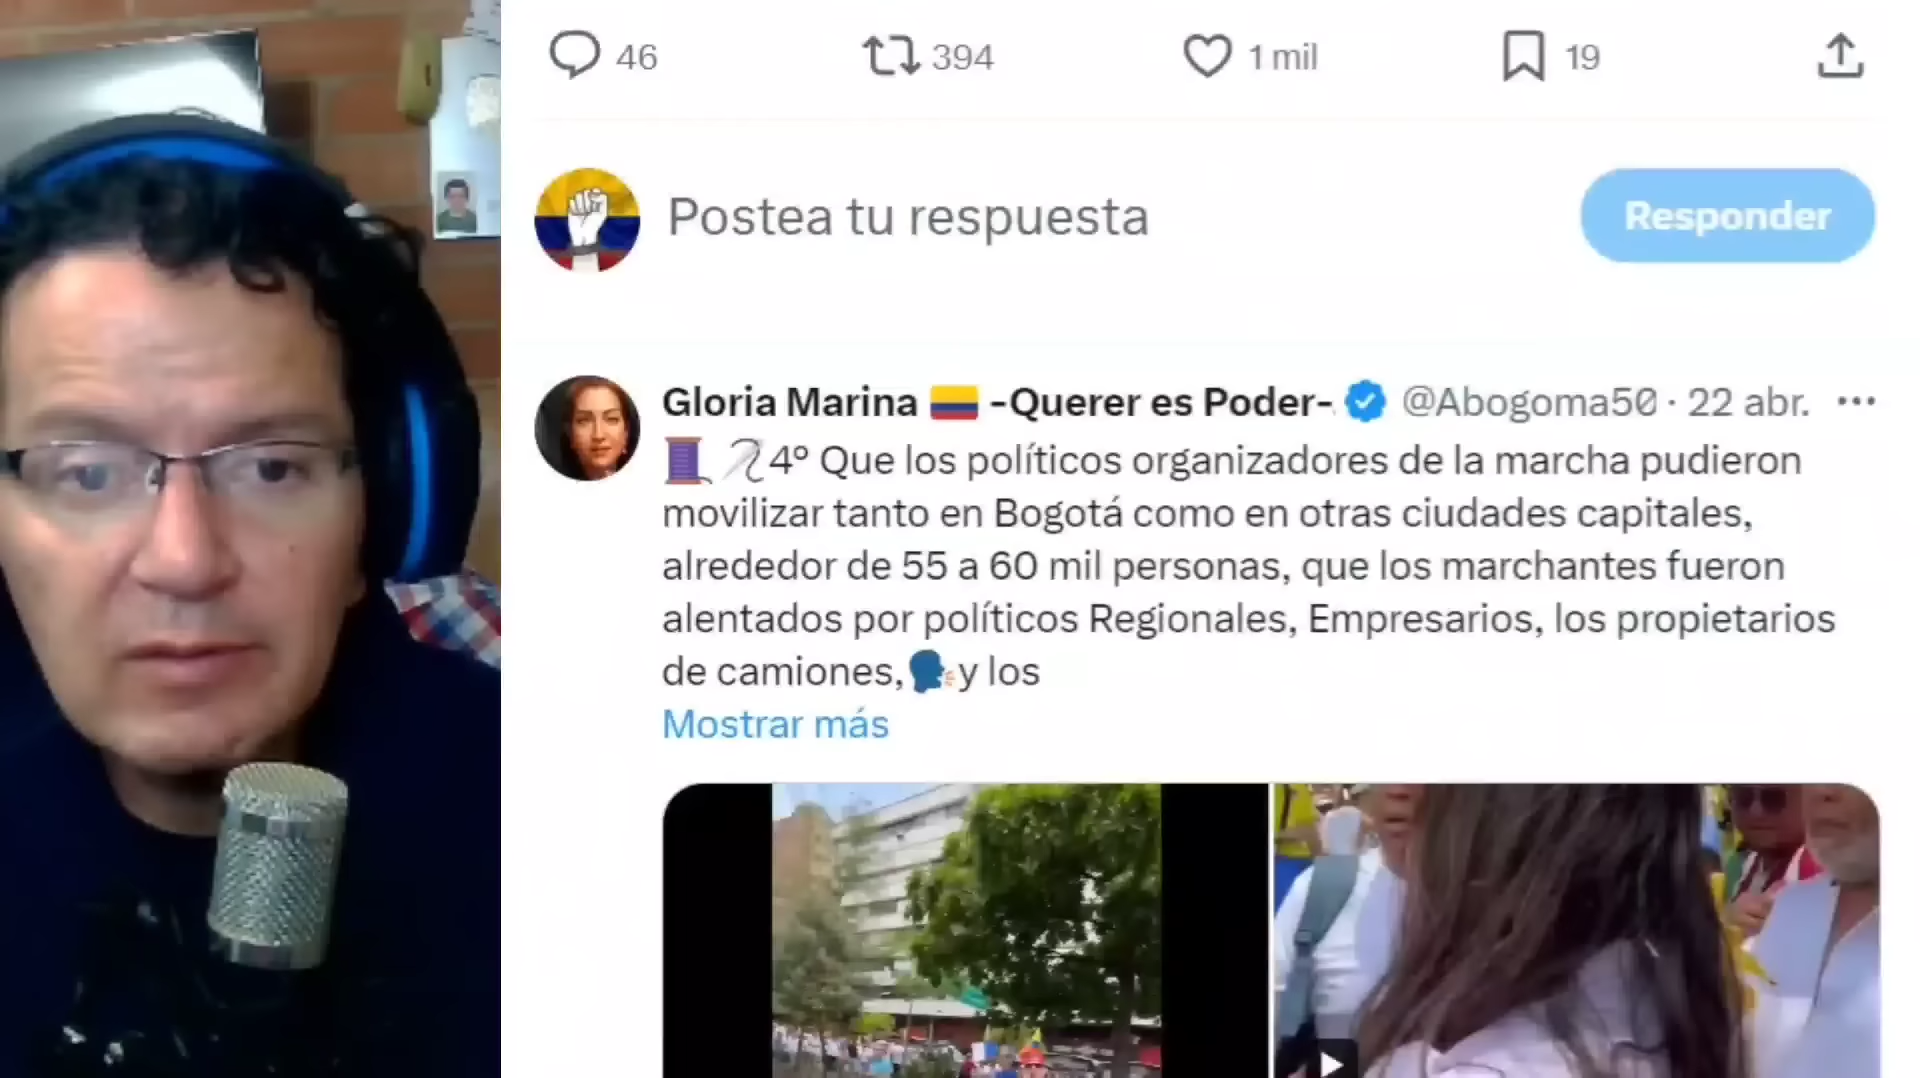 46 394 1 mil 19
Postea tu respuesta
Responder
Gloria Marina 🇨🇴 -Querer es Poder- @Abogoma50 · 22 abr. ···
🧵🪡4° Que los políticos organizadores de la marcha pudieron
movilizar tanto en Bogotá como en otras ciudades capitales,
alrededor de 55 a 60 mil personas, que los marchantes fueron
alentados por políticos Regionales, Empresarios, los propietarios
de camiones,🗣️y los
Mostrar más